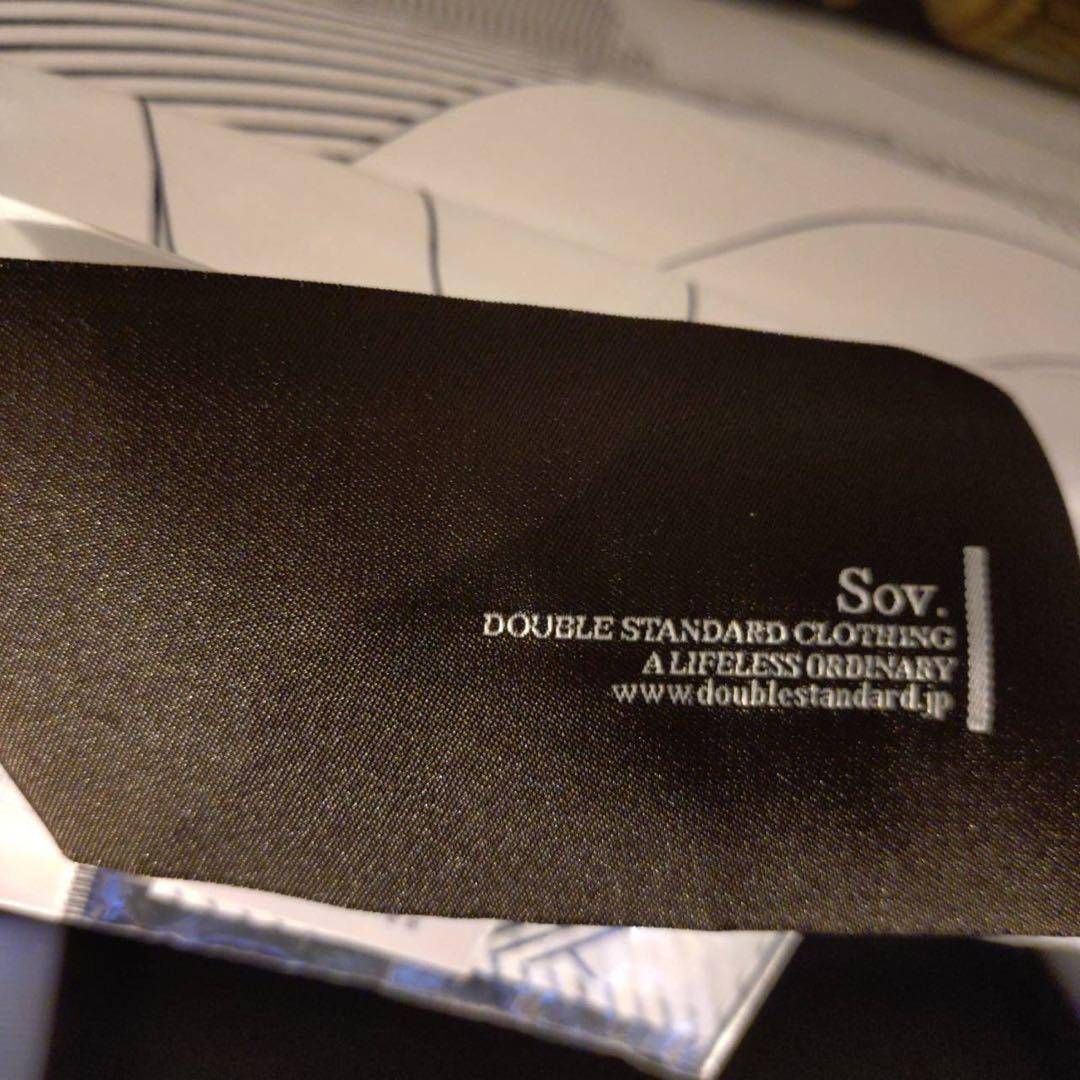 Sov.
DOUBLE STANDARD CLOTHING
A LIFELESS ORDINARY
www.doublestandard.jp